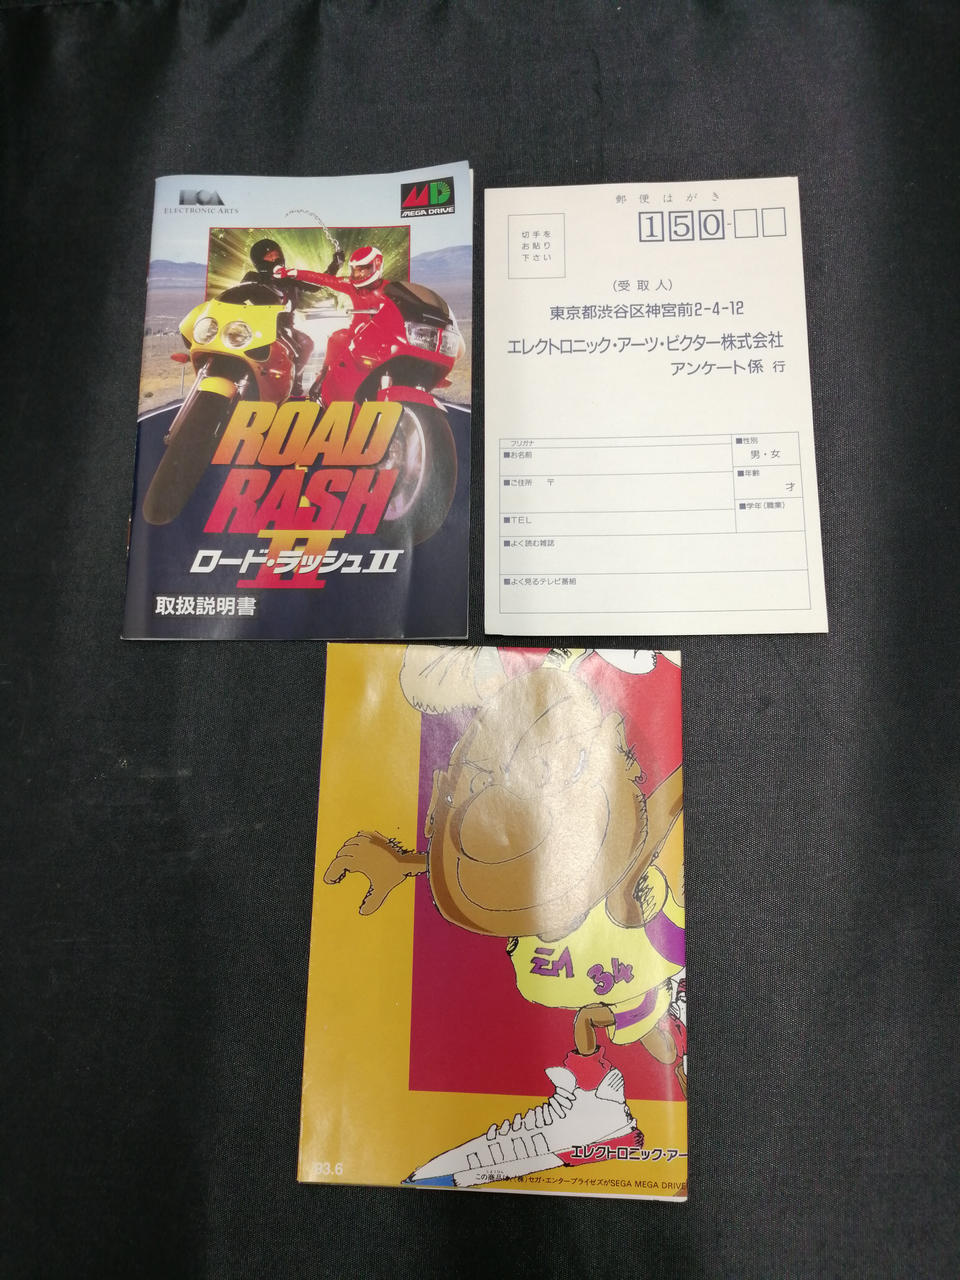 ELECTRONIC ARTS
MD
MEGA DRIVE
ROAD
RASH
II
ロード・ラッシュII
取扱説明書
郵便はがき
150-
切手を
お貼り
下さい
(受取人)
東京都渋谷区神宮前2-4-12
エレクトロニック・アーツ・ビクター株式会社
アンケート係 行
フリガナ
■お名前
■性別
男・女
■ご住所 〒
■年齢
才
■TEL
■学年(職業)
■よく読む雑誌
■よく見るテレビ番組
EA 34
エレクトロニック・アー
93.6
この商品は、(株)セガ・エンタープライゼズがSEGA MEGA DRIVE